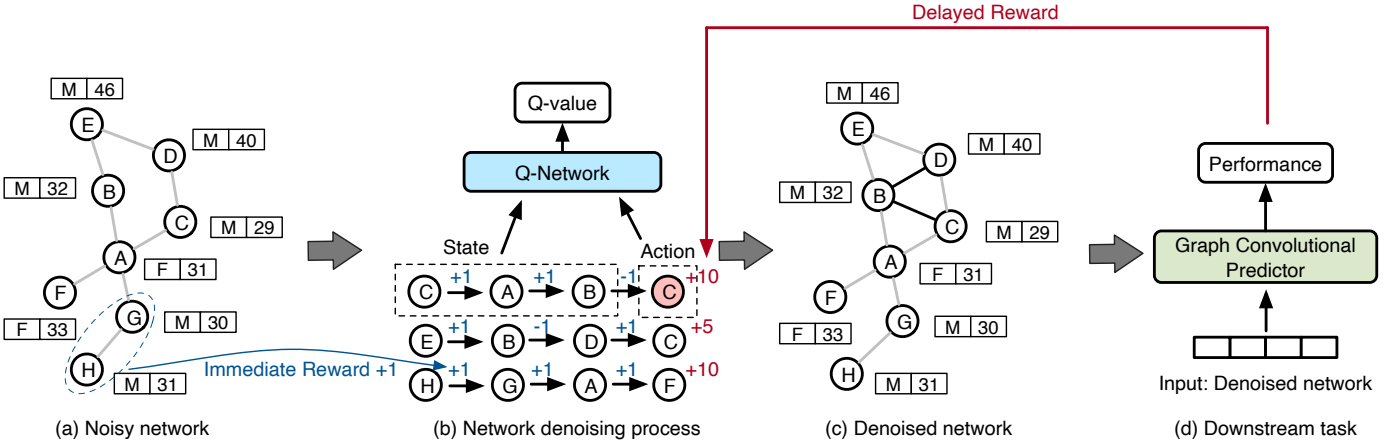 Delayed Reward
M 46
E
D
M 40
M 32
B
C
M 29
A
F 31
F
G
M 30
F 33
H
M 31
(a) Noisy network
Q-value
Q-Network
State
Action
C +1 A +1 B -1 C +10
E +1 B -1 D +1 C +5
Immediate Reward +1
H +1 G +1 A +1 F +10
(b) Network denoising process
M 46
E
D
M 40
M 32
B
C
M 29
A
F 31
F
G
M 30
F 33
H
M 31
(c) Denoised network
Performance
Graph Convolutional
Predictor
Input: Denoised network
(d) Downstream task